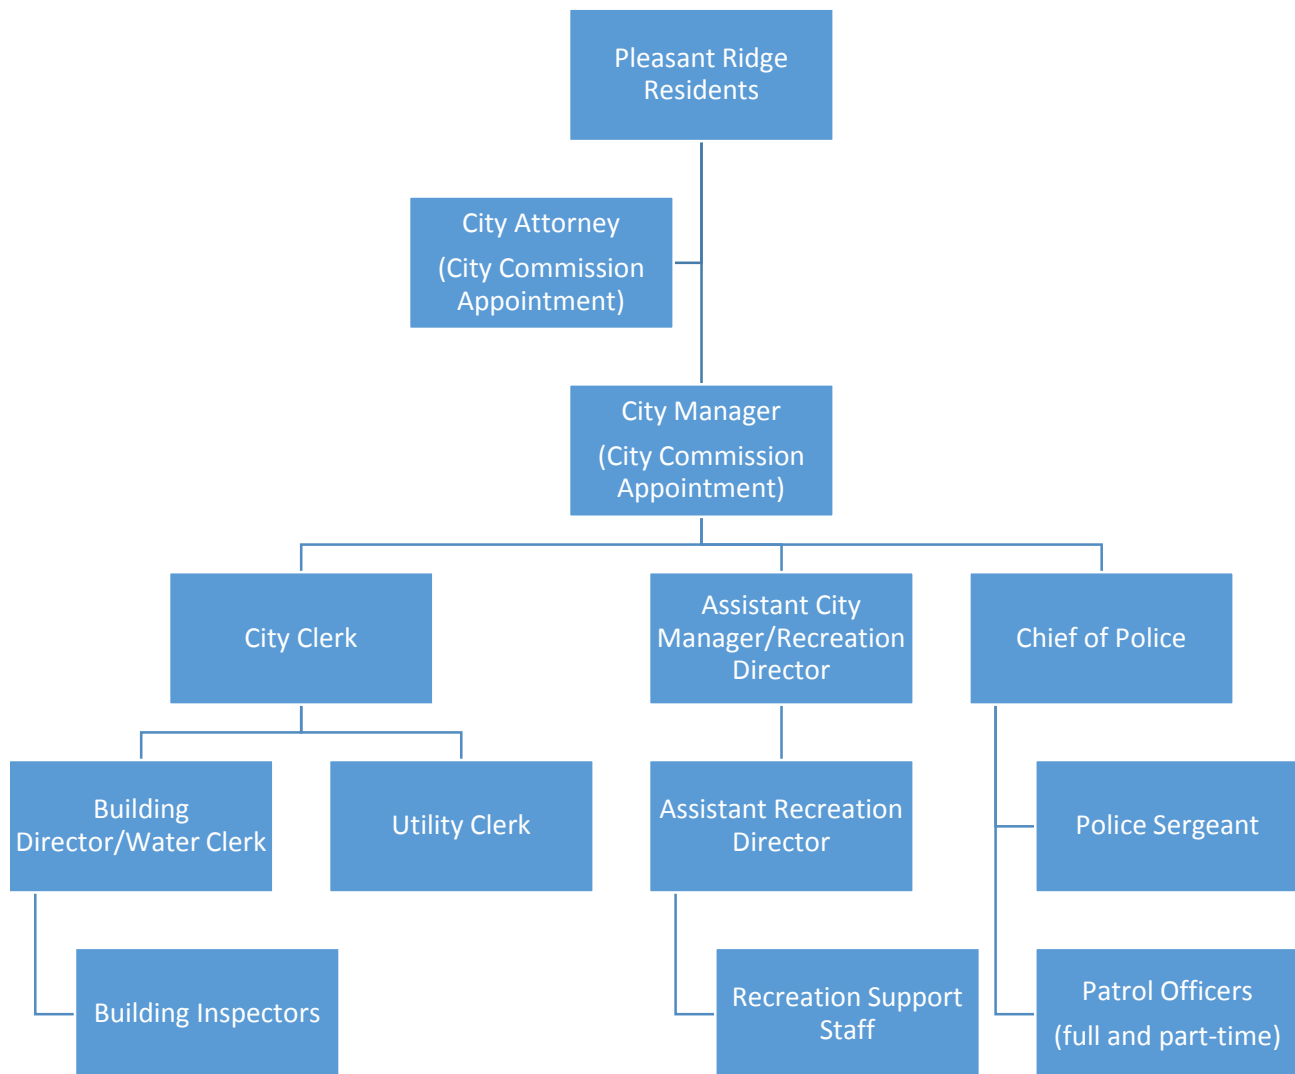 Pleasant Ridge
Residents
City Attorney
(City Commission
Appointment)
City Manager
(City Commission
Appointment)
City Clerk
Assistant City
Manager/Recreation
Director
Chief of Police
Building
Director/Water Clerk
Utility Clerk
Assistant Recreation
Director
Police Sergeant
Building Inspectors
Recreation Support
Staff
Patrol Officers
(full and part-time)